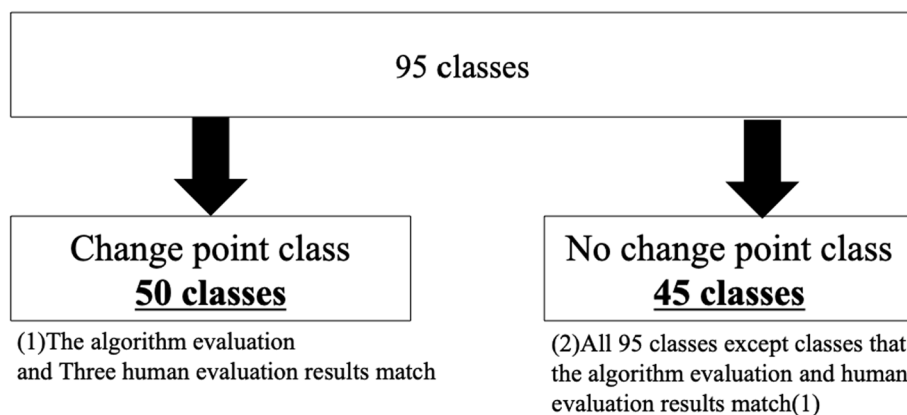 95 classes
Change point class
50 classes
(1)The algorithm evaluation
and Three human evaluation results match
No change point class
45 classes
(2)All 95 classes except classes that
the algorithm evaluation and human
evaluation results match(1)